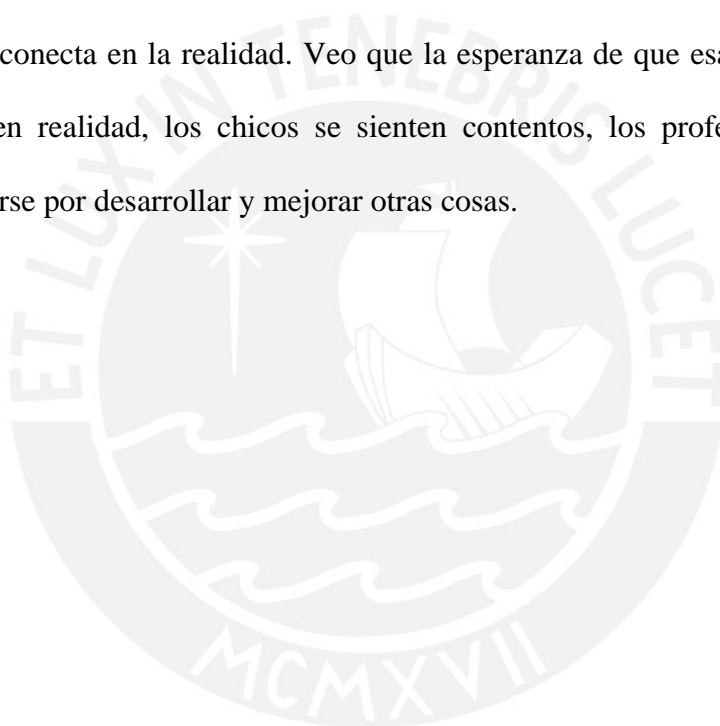 conecta en la realidad. Veo que la esperanza de que esa
en realidad, los chicos se sienten contentos, los profe
rse por desarrollar y mejorar otras cosas.
ET LUX IN TENEBRIS LUCET
MCMXVII